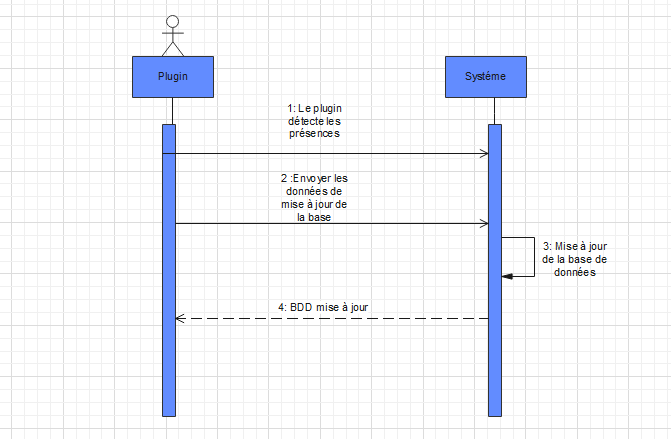 Plugin
Systéme
1: Le plugin
détecte les
présences
2 :Envoyer les
données de
mise à jour de
la base
3: Mise à jour
de la base de
données
4: BDD mise à jour